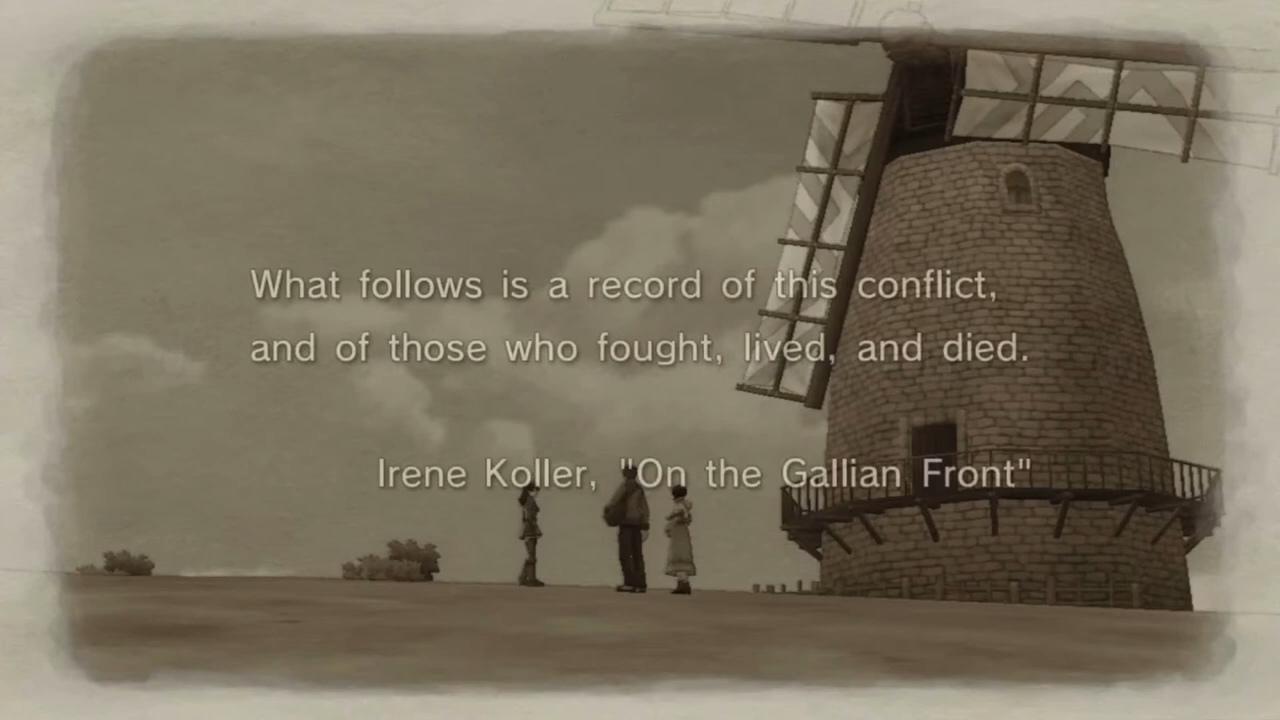 What follows is a record of this conflict,
and of those who fought, lived, and died.
Irene Koller, "On the Gallian Front"